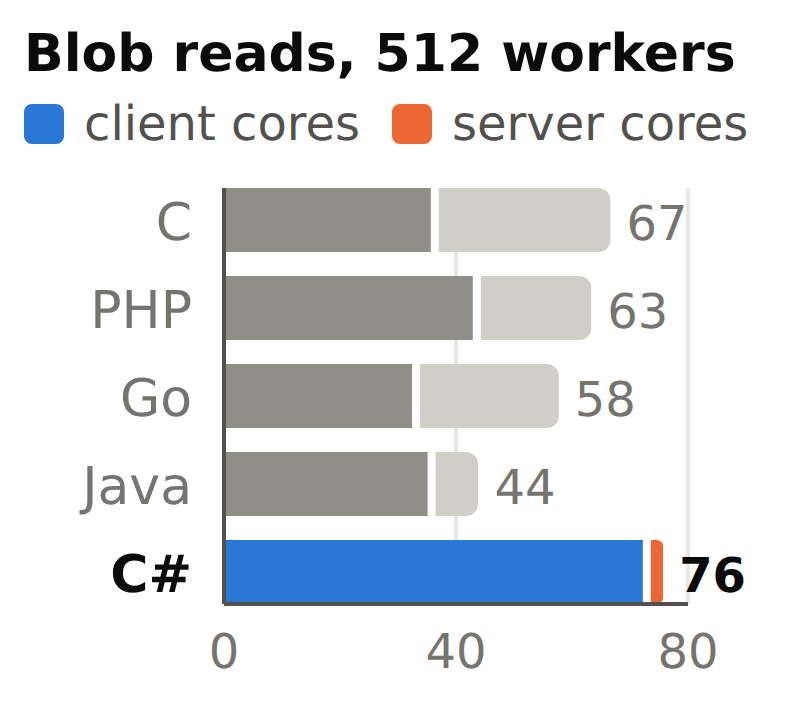 Blob reads, 512 workers
client cores server cores
C 67
PHP 63
Go 58
Java 44
C# 76
0 40 80